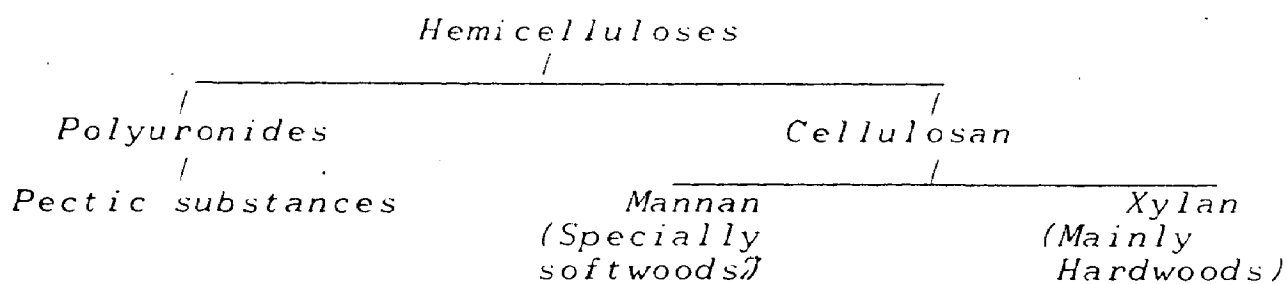 Hemicelluloses
Polyuronides Cellulosan
Pectic substances Mannan Xylan
(Specially (Mainly
softwoods) Hardwoods)